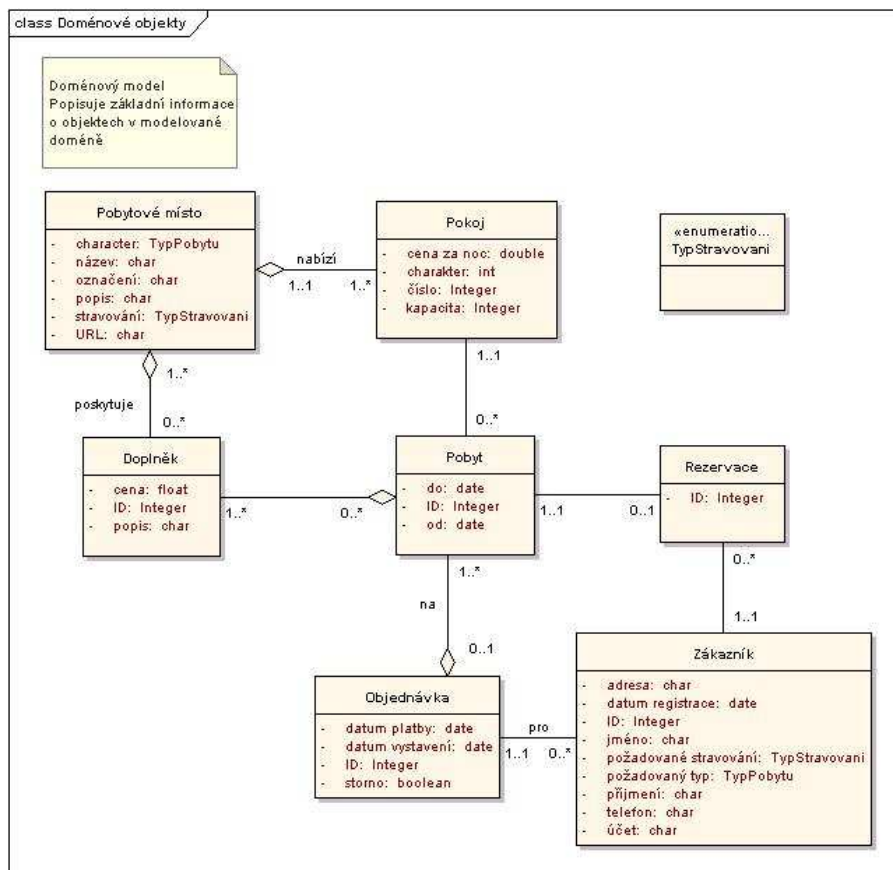 class Doménové objekty
Doménový model
Popisuje základní informace
o objektech v modelované
doméně
Pobytové místo
- character: TypPobytu
- název: char
- označení: char
- popis: char
- stravování: TypStravovani
- URL: char
nabízí
1..1
1..*
Pokoj
- cena za noc: double
- charakter: int
- číslo: Integer
- kapacita: Integer
«enumeratio...
TypStravovani
1..*
poskytuje
0..*
1..1
0..*
Doplněk
- cena: float
- ID: Integer
- popis: char
1..*
0..*
Pobyt
- do: date
- ID: Integer
- od: date
1..1
0..1
Rezervace
- ID: Integer
1..*
na
0..1
0..*
1..1
Objednávka
- datum platby: date
- datum vystavení: date
- ID: Integer
- storno: boolean
pro
1..1
0..*
Zákazník
- adresa: char
- datum registrace: date
- ID: Integer
- jméno: char
- požadované stravování: TypStravovani
- požadovaný typ: TypPobytu
- příjmení: char
- telefon: char
- účet: char